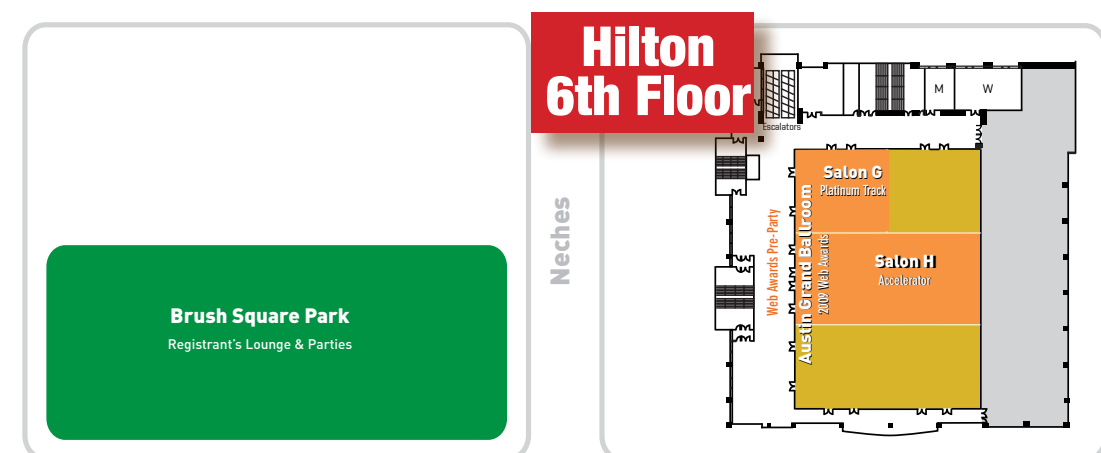 Hilton
6th Floor
M
W
Escalators
Salon G
Platinum Track
Neches
Web Awards Pre-Party
Austin Grand Ballroom
2009 Web Awards
Salon H
Accelerator
Brush Square Park
Registrant's Lounge & Parties